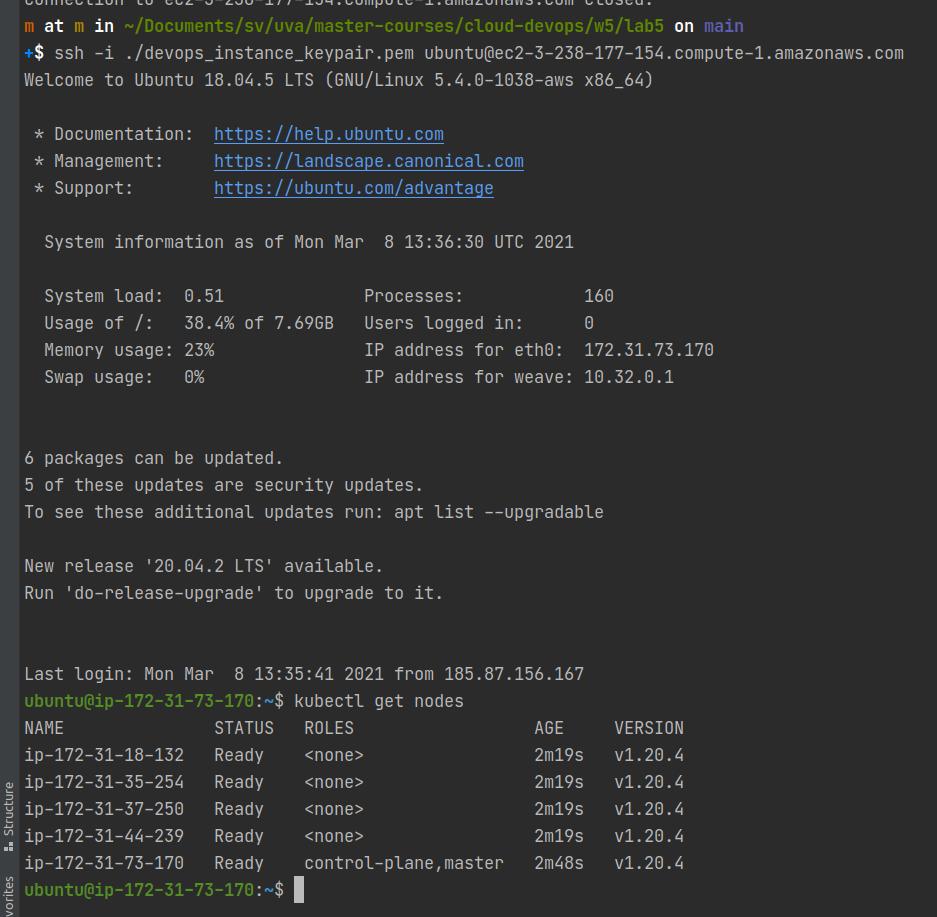 connection to ec2-3-238-177-154.compute-1.amazonaws.com closed.
m at m in ~/Documents/sv/uva/master-courses/cloud-devops/w5/lab5 on main
+$ ssh -i ./devops_instance_keypair.pem ubuntu@ec2-3-238-177-154.compute-1.amazonaws.com
Welcome to Ubuntu 18.04.5 LTS (GNU/Linux 5.4.0-1038-aws x86_64)
* Documentation:  https://help.ubuntu.com
* Management:     https://landscape.canonical.com
* Support:        https://ubuntu.com/advantage
System information as of Mon Mar  8 13:36:30 UTC 2021
System load:  0.51              Processes:            160
Usage of /:   38.4% of 7.69GB   Users logged in:      0
Memory usage: 23%               IP address for eth0:  172.31.73.170
Swap usage:   0%                IP address for weave: 10.32.0.1
6 packages can be updated.
5 of these updates are security updates.
To see these additional updates run: apt list --upgradable
New release '20.04.2 LTS' available.
Run 'do-release-upgrade' to upgrade to it.
Last login: Mon Mar  8 13:35:41 2021 from 185.87.156.167
ubuntu@ip-172-31-73-170:~$ kubectl get nodes
NAME               STATUS   ROLES                  AGE     VERSION
ip-172-31-18-132   Ready    <none>                 2m19s   v1.20.4
ip-172-31-35-254   Ready    <none>                 2m19s   v1.20.4
ip-172-31-37-250   Ready    <none>                 2m19s   v1.20.4
ip-172-31-44-239   Ready    <none>                 2m19s   v1.20.4
ip-172-31-73-170   Ready    control-plane,master   2m48s   v1.20.4
ubuntu@ip-172-31-73-170:~$
Structure
vorites